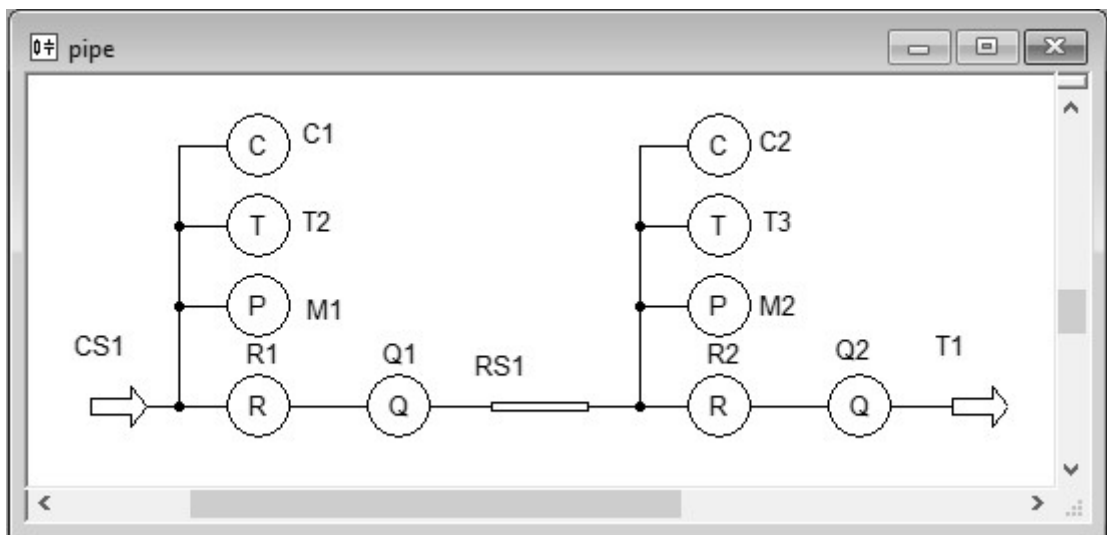 pipe
C C1 C C2
T T2 T T3
P M1 P M2
CS1 R1 Q1 RS1 R2 Q2 T1
R Q R Q